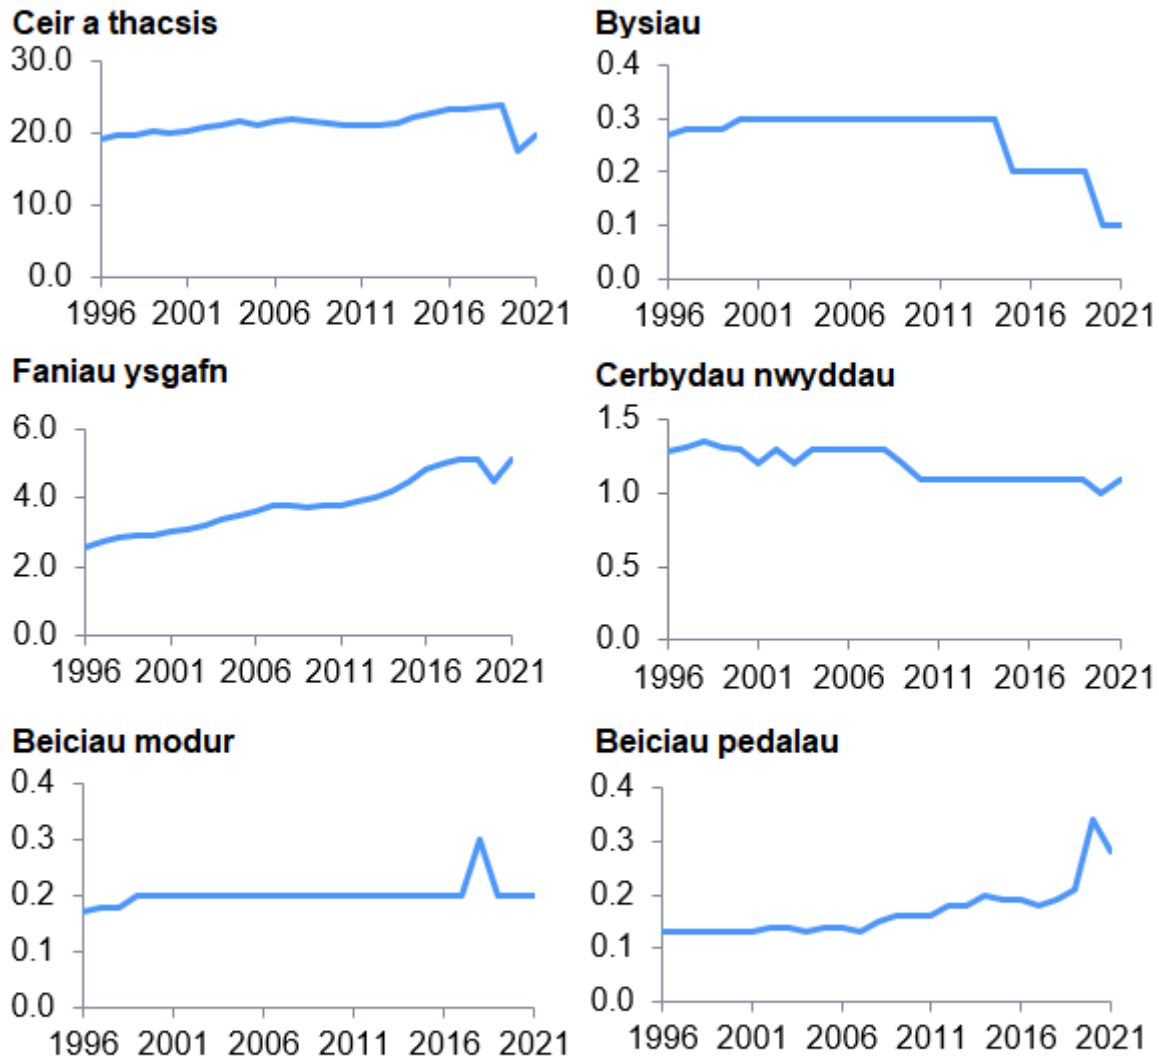 Ceir a thacsis
30.0
20.0
10.0
0.0
1996 2001 2006 2011 2016 2021
Bysiau
0.4
0.3
0.2
0.1
0.0
1996 2001 2006 2011 2016 2021
Faniau ysgafn
6.0
4.0
2.0
0.0
1996 2001 2006 2011 2016 2021
Cerbydau nwyddau
1.5
1.0
0.5
0.0
1996 2001 2006 2011 2016 2021
Beiciau modur
0.4
0.3
0.2
0.1
0.0
1996 2001 2006 2011 2016 2021
Beiciau pedalau
0.4
0.3
0.2
0.1
0.0
1996 2001 2006 2011 2016 2021